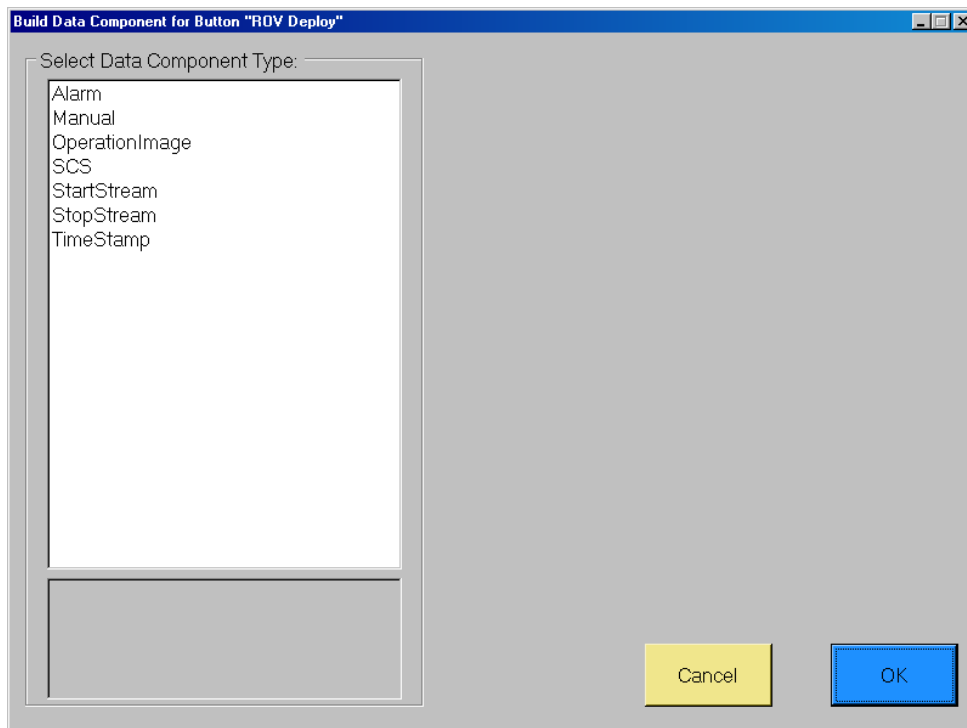 Build Data Component for Button "ROV Deploy"
Select Data Component Type:
Alarm
Manual
OperationImage
SCS
StartStream
StopStream
TimeStamp
Cancel
OK